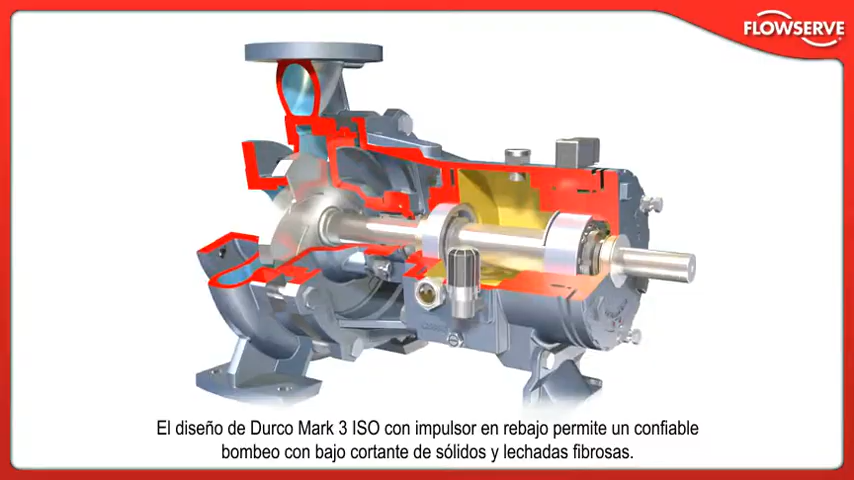 FLOWSERVE
El diseño de Durco Mark 3 ISO con impulsor en rebajo permite un confiable
bombeo con bajo cortante de sólidos y lechadas fibrosas.